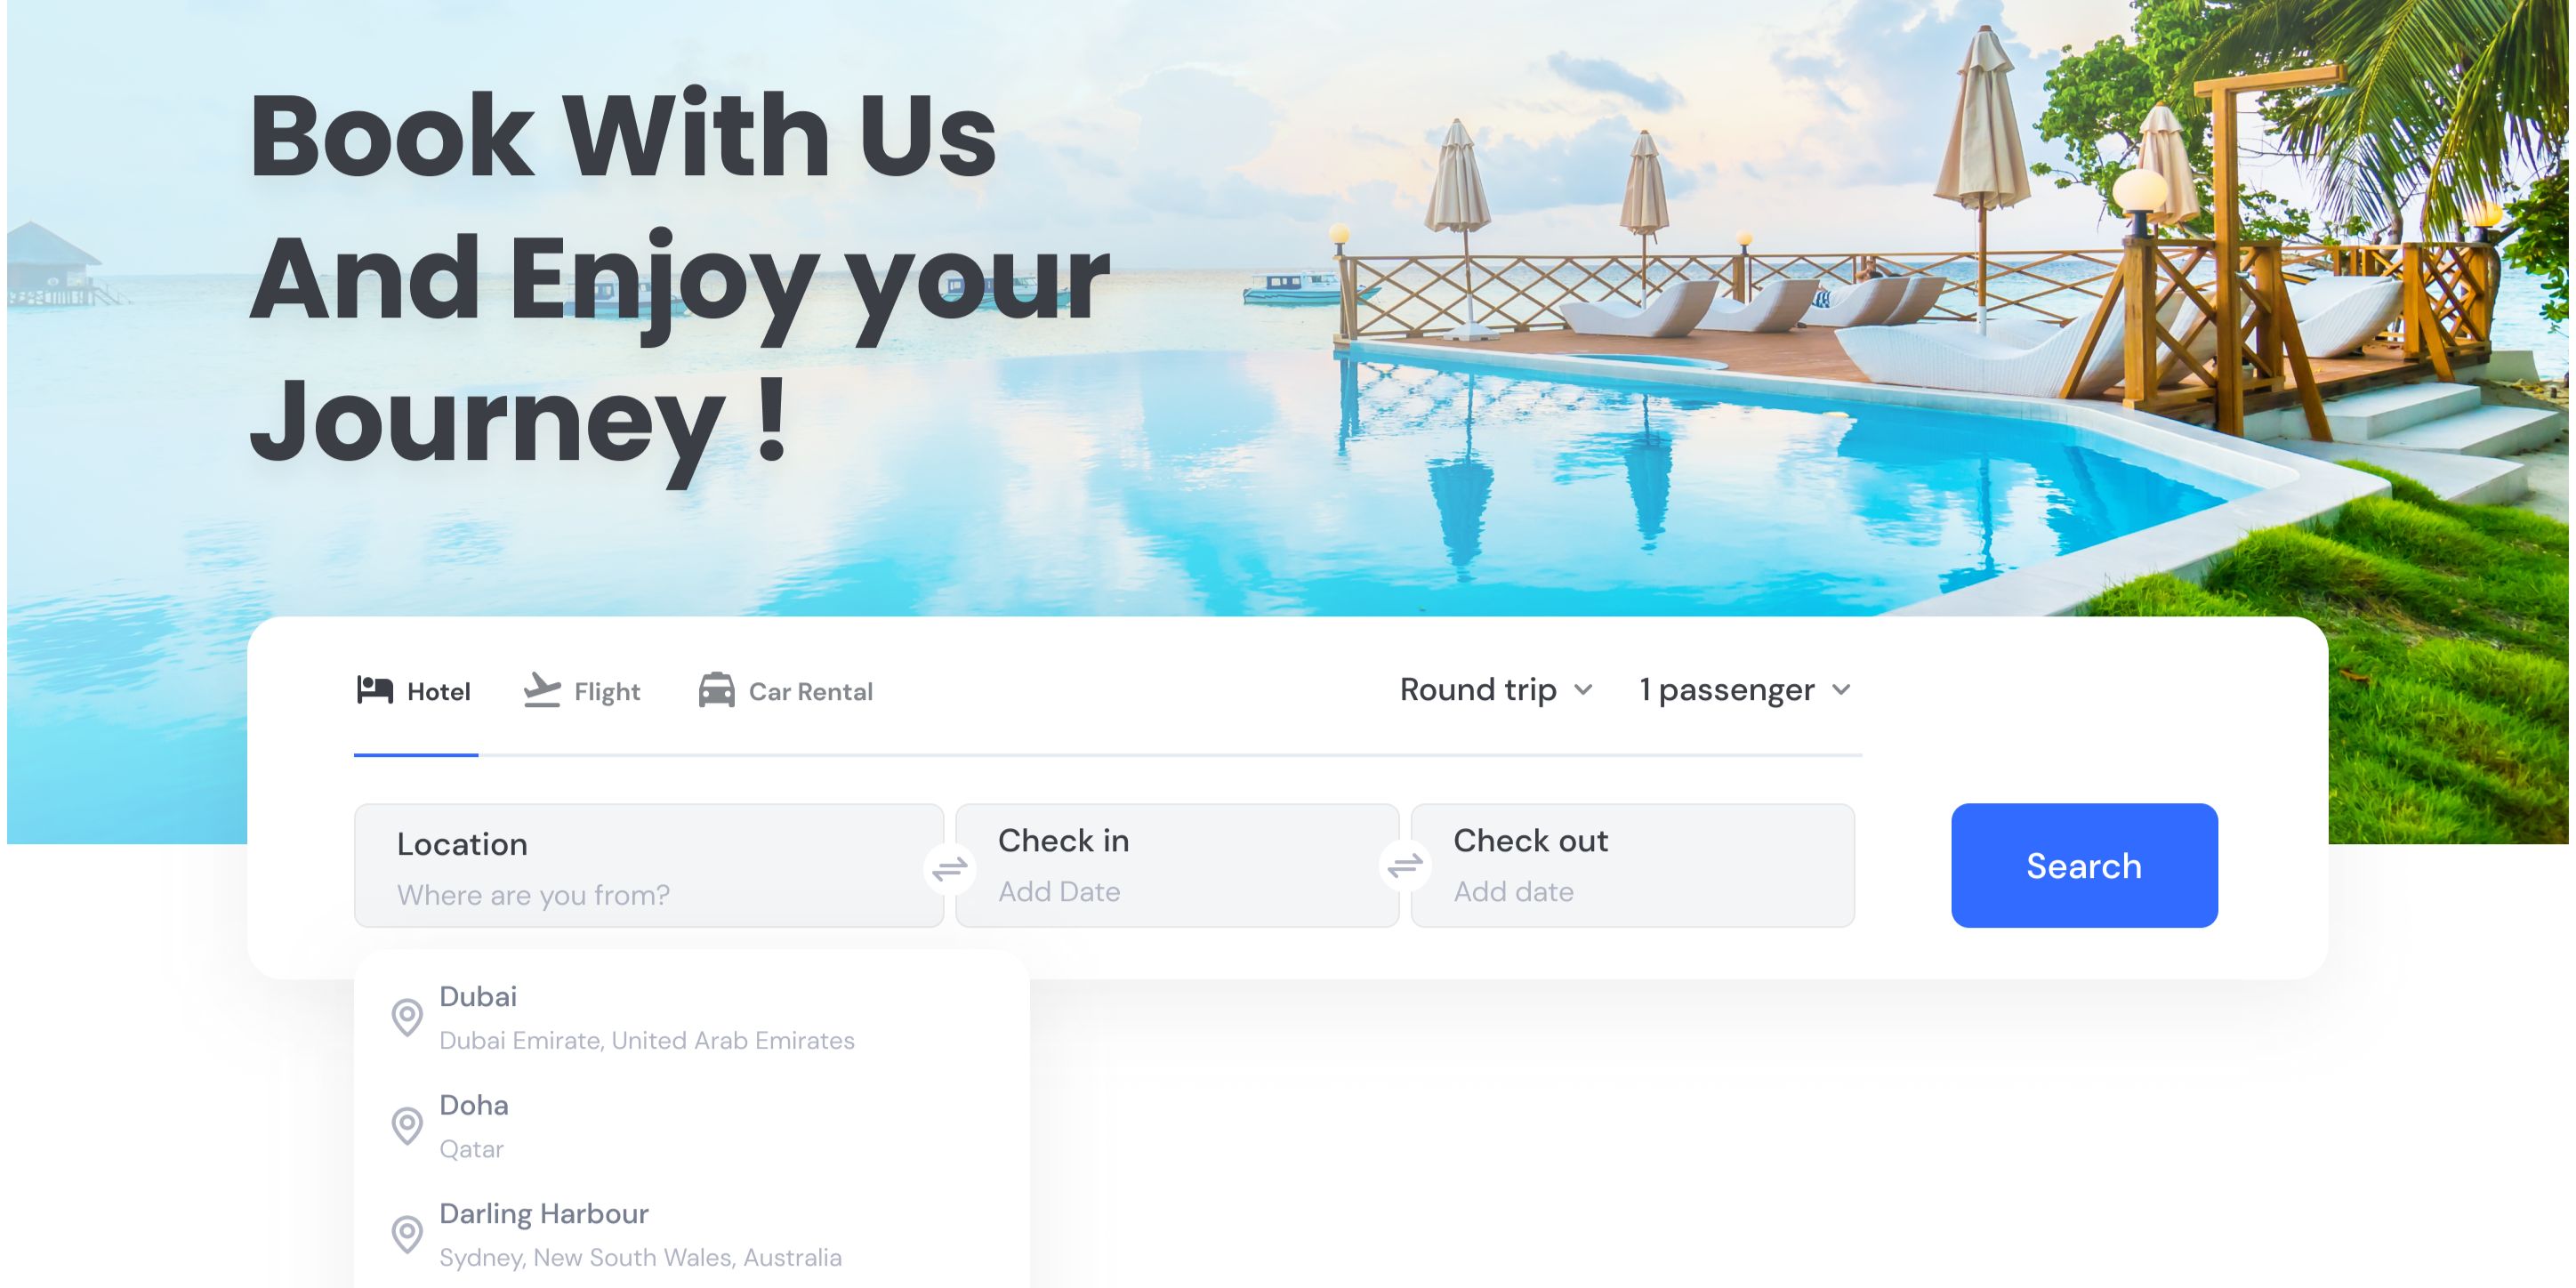 Book With Us
And Enjoy your
Journey !
Hotel
Flight
Car Rental
Round trip
1 passenger
Location
Where are you from?
Check in
Add Date
Check out
Add date
Search
Dubai
Dubai Emirate, United Arab Emirates
Doha
Qatar
Darling Harbour
Sydney, New South Wales, Australia